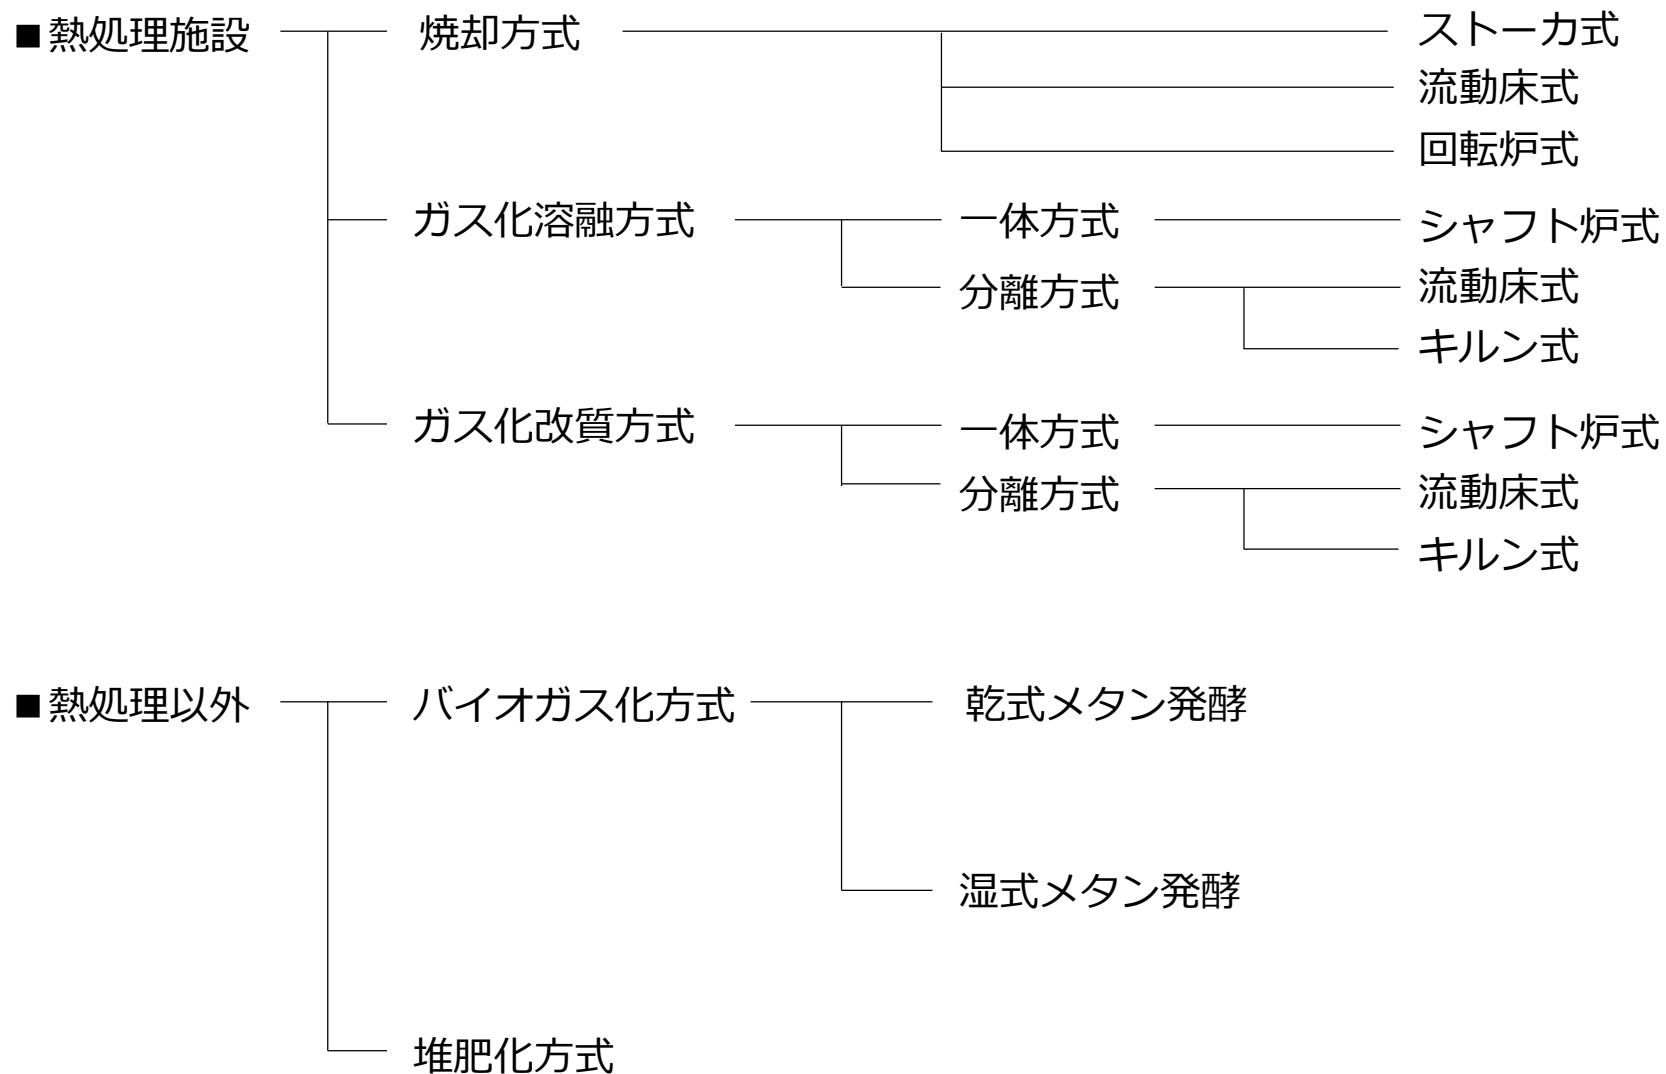 ■熱処理施設 焼却方式 ストーカ式
流動床式
回転炉式
ガス化溶融方式 一体方式 シャフト炉式
分離方式 流動床式
キルン式
ガス化改質方式 一体方式 シャフト炉式
分離方式 流動床式
キルン式
■熱処理以外 バイオガス化方式 乾式メタン発酵
湿式メタン発酵
堆肥化方式